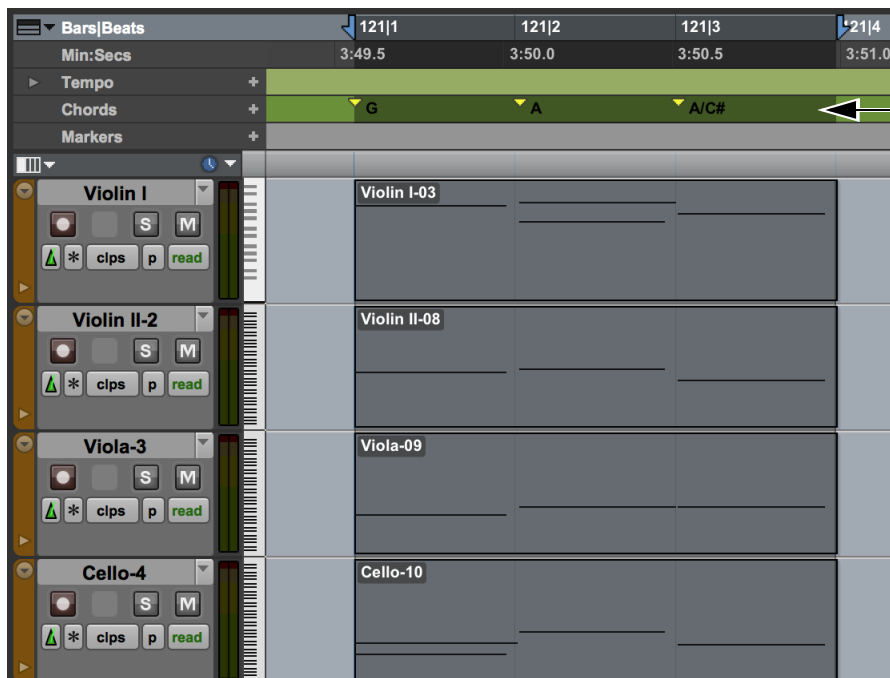 Bars|Beats 121|1 121|2 121|3 121|4
Min:Secs 3:49.5 3:50.0 3:50.5 3:51.0
Tempo +
Chords + G A A/C#
Markers +
Violin I Violin I-03
S M
* clps p read
Violin II-2 Violin II-08
S M
* clps p read
Viola-3 Viola-09
S M
* clps p read
Cello-4 Cello-10
S M
* clps p read